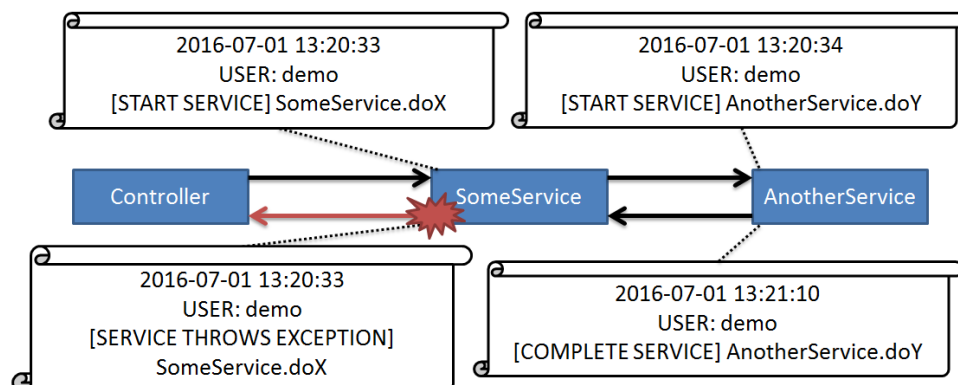 2016-07-01 13:20:33
USER: demo
[START SERVICE] SomeService.doX
2016-07-01 13:20:34
USER: demo
[START SERVICE] AnotherService.doY
Controller
SomeService
AnotherService
2016-07-01 13:20:33
USER: demo
[SERVICE THROWS EXCEPTION]
SomeService.doX
2016-07-01 13:21:10
USER: demo
[COMPLETE SERVICE] AnotherService.doY